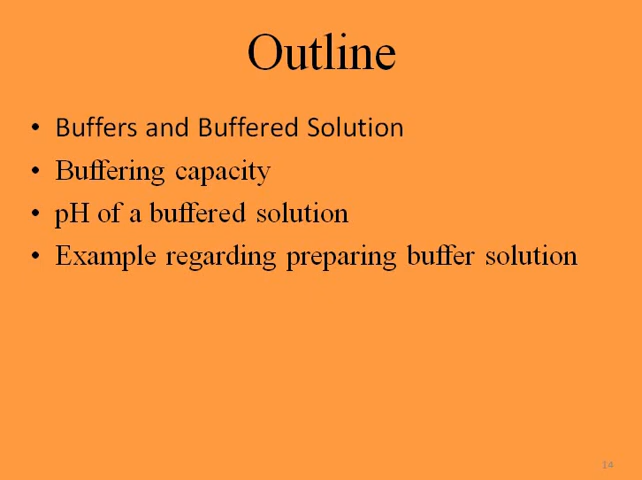 Outline
• Buffers and Buffered Solution
• Buffering capacity
• pH of a buffered solution
• Example regarding preparing buffer solution
14